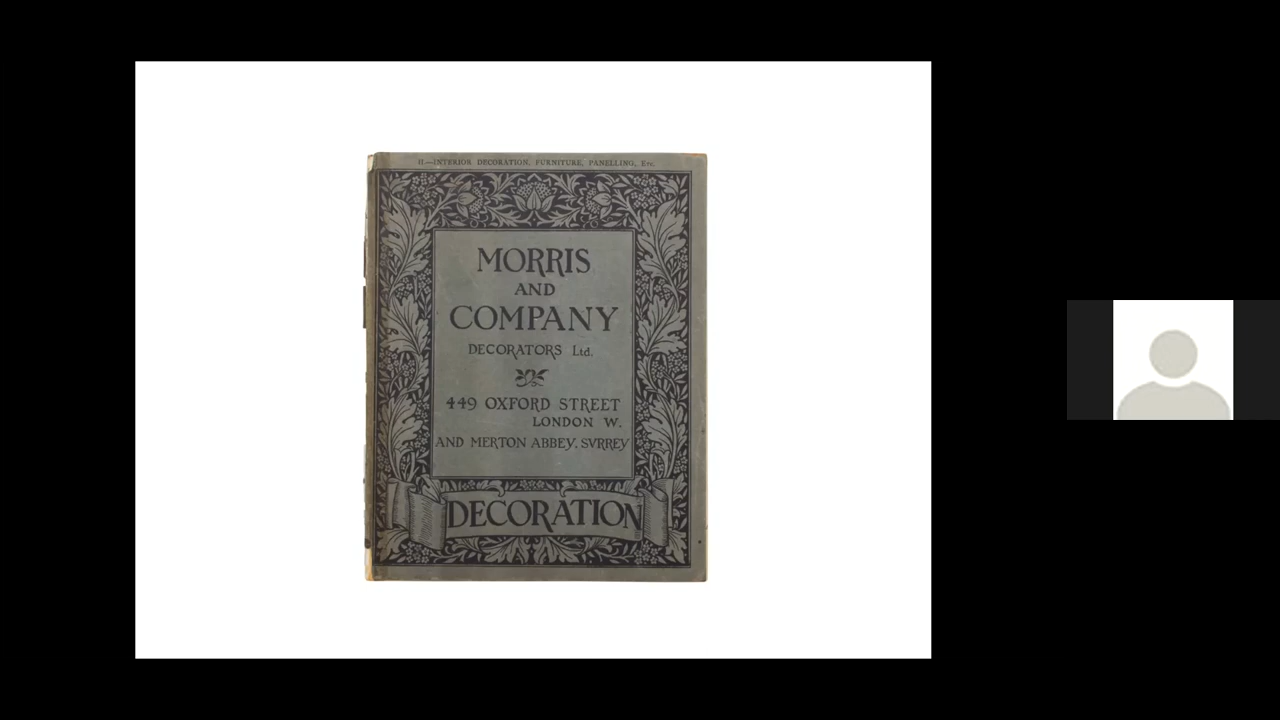 II.—INTERIOR DECORATION, FURNITURE, PANELLING, Etc.
MORRIS
AND
COMPANY
DECORATORS Ltd.
449 OXFORD STREET
LONDON W.
AND MERTON ABBEY, SVRREY
DECORATION